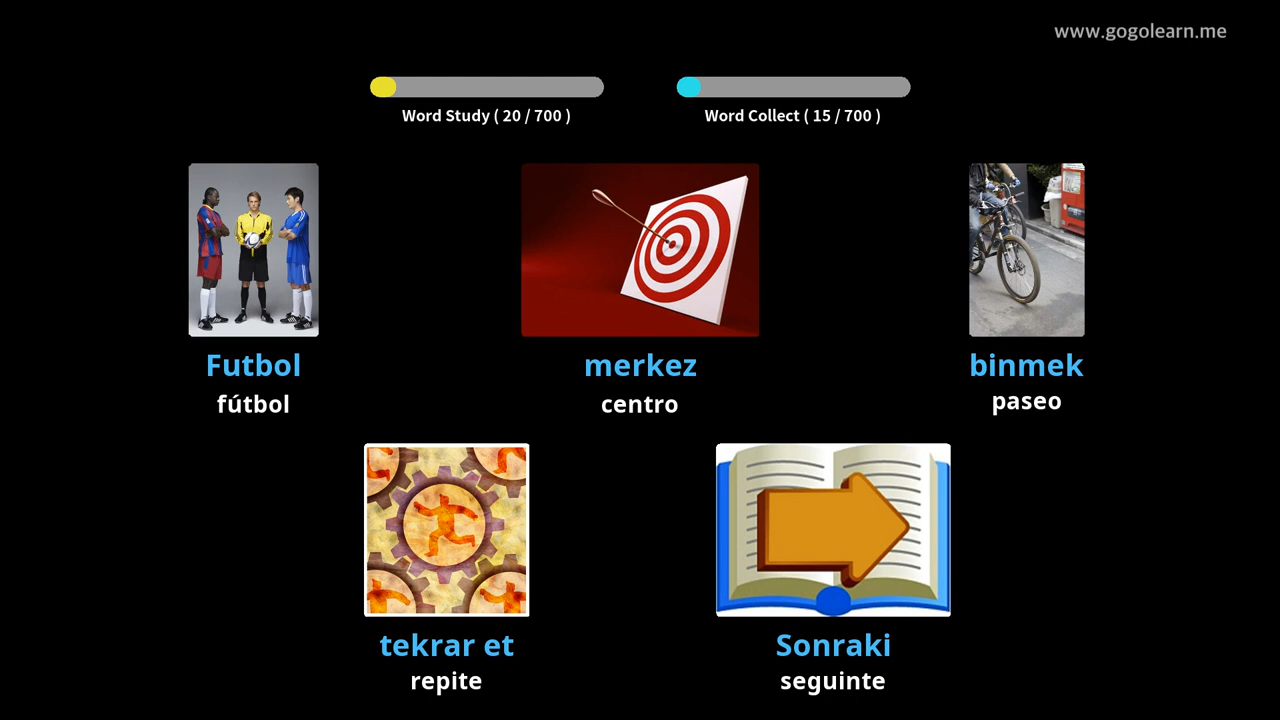 www.gogolearn.me
Word Study ( 20 / 700 )
Word Collect ( 15 / 700 )
Futbol
fútbol
merkez
centro
binmek
paseo
tekrar et
repite
Sonraki
seguinte